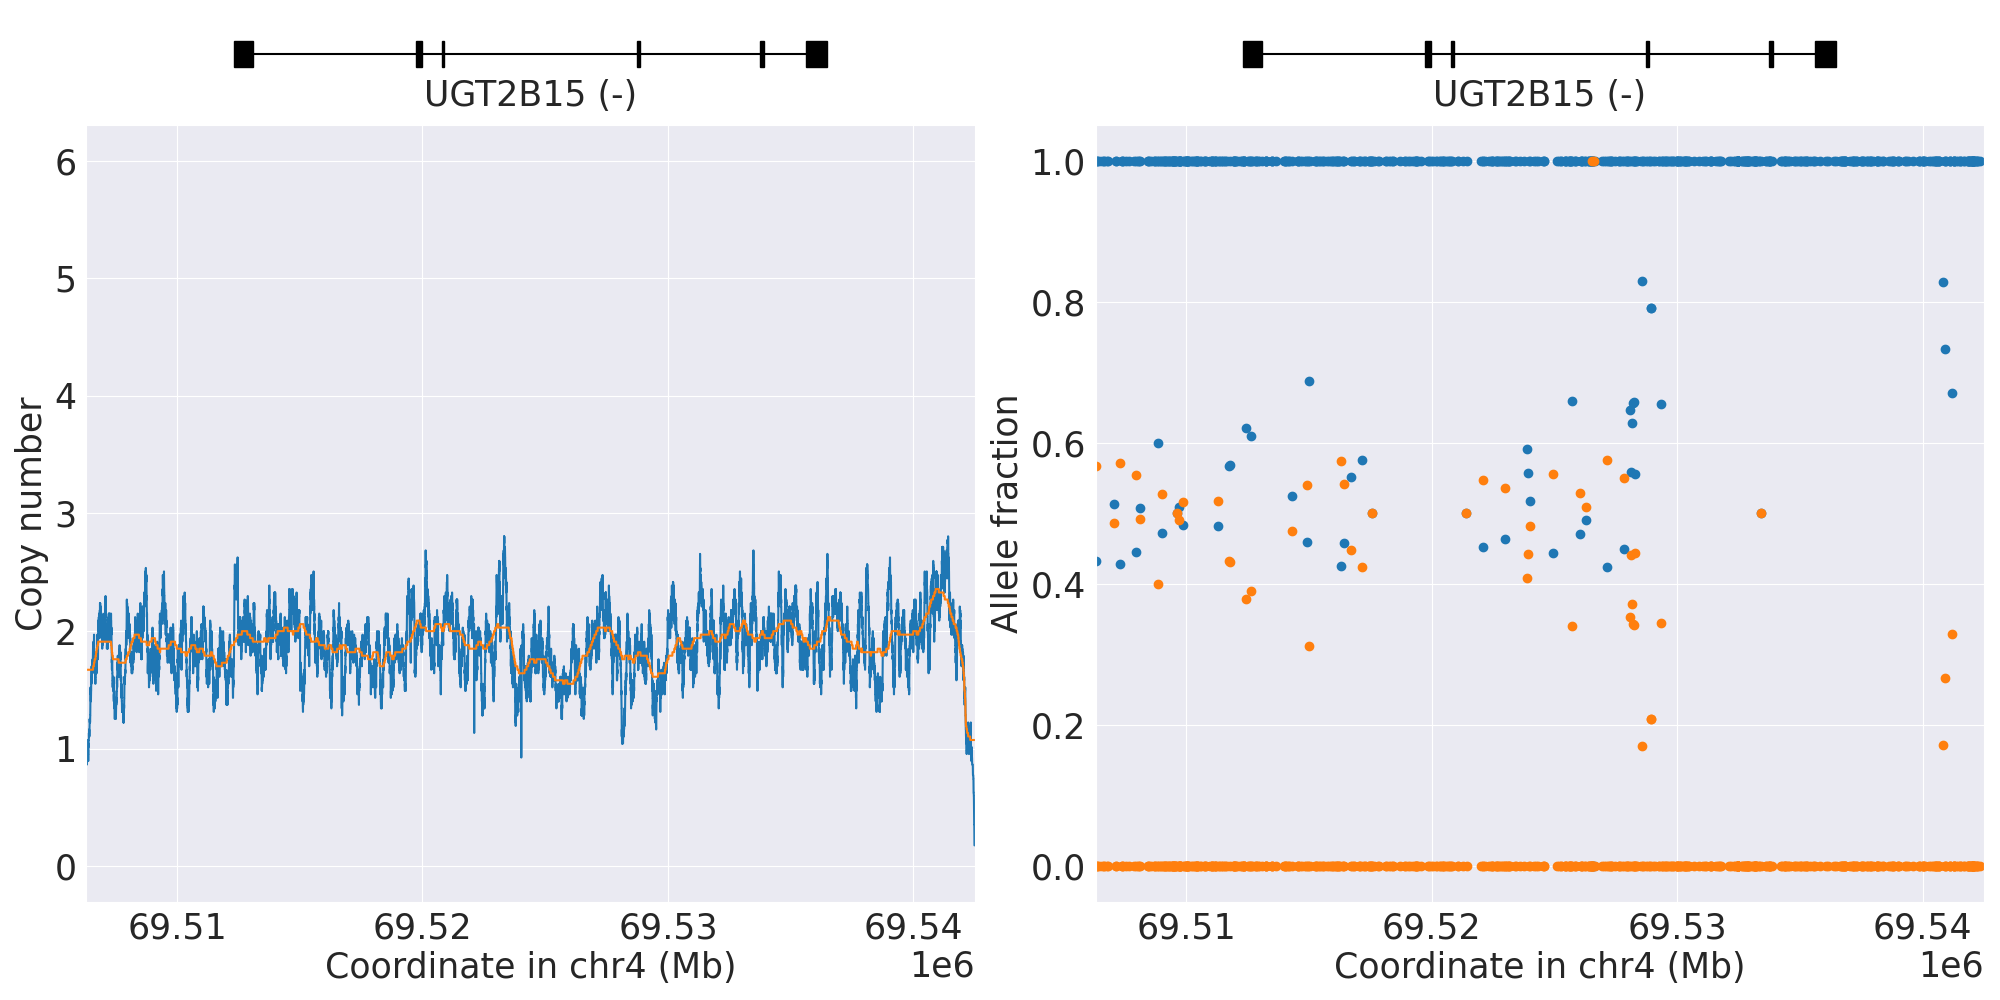 UGT2B15 (-)
UGT2B15 (-)
6
5
4
3
2
1
0
Copy number
69.51
69.52
69.53
69.54
Coordinate in chr4 (Mb)
1e6
1.0
0.8
0.6
0.4
0.2
0.0
Allele fraction
69.51
69.52
69.53
69.54
Coordinate in chr4 (Mb)
1e6